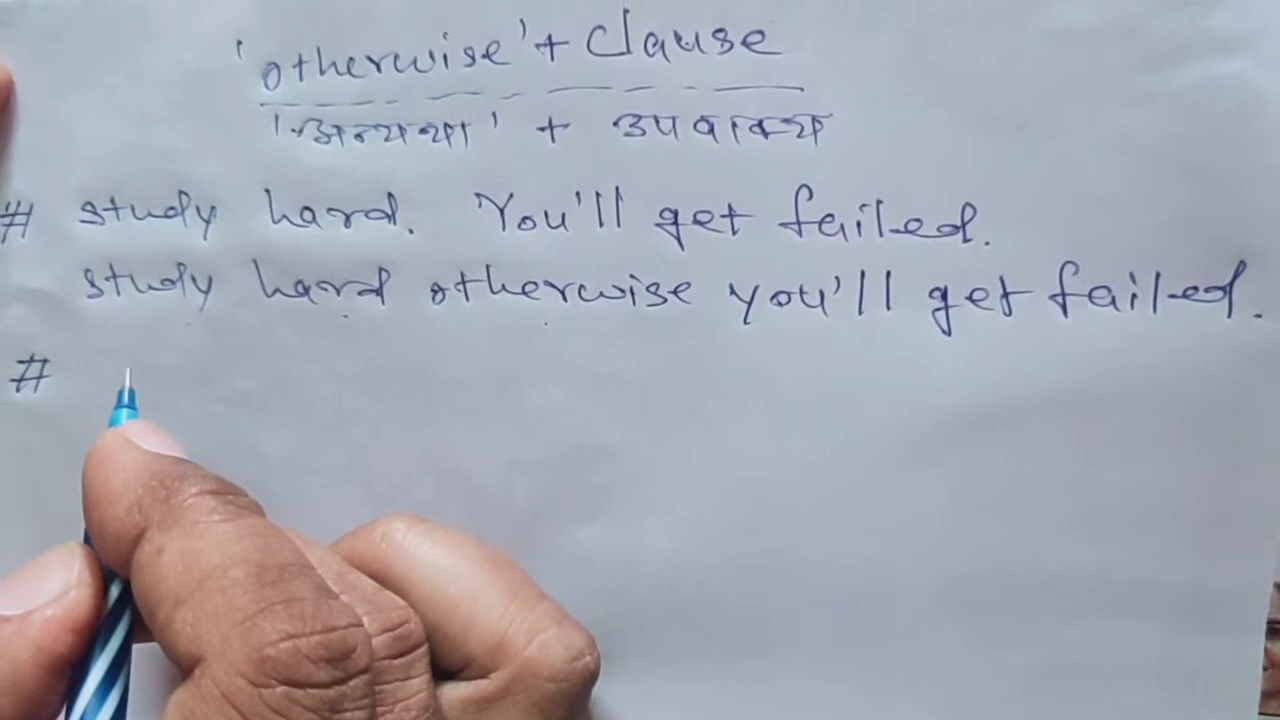 'otherwise' + Clause
'अन्यथा' + उपवाक्य
# study hard. You'll get failed.
study hard otherwise you'll get failed.
#